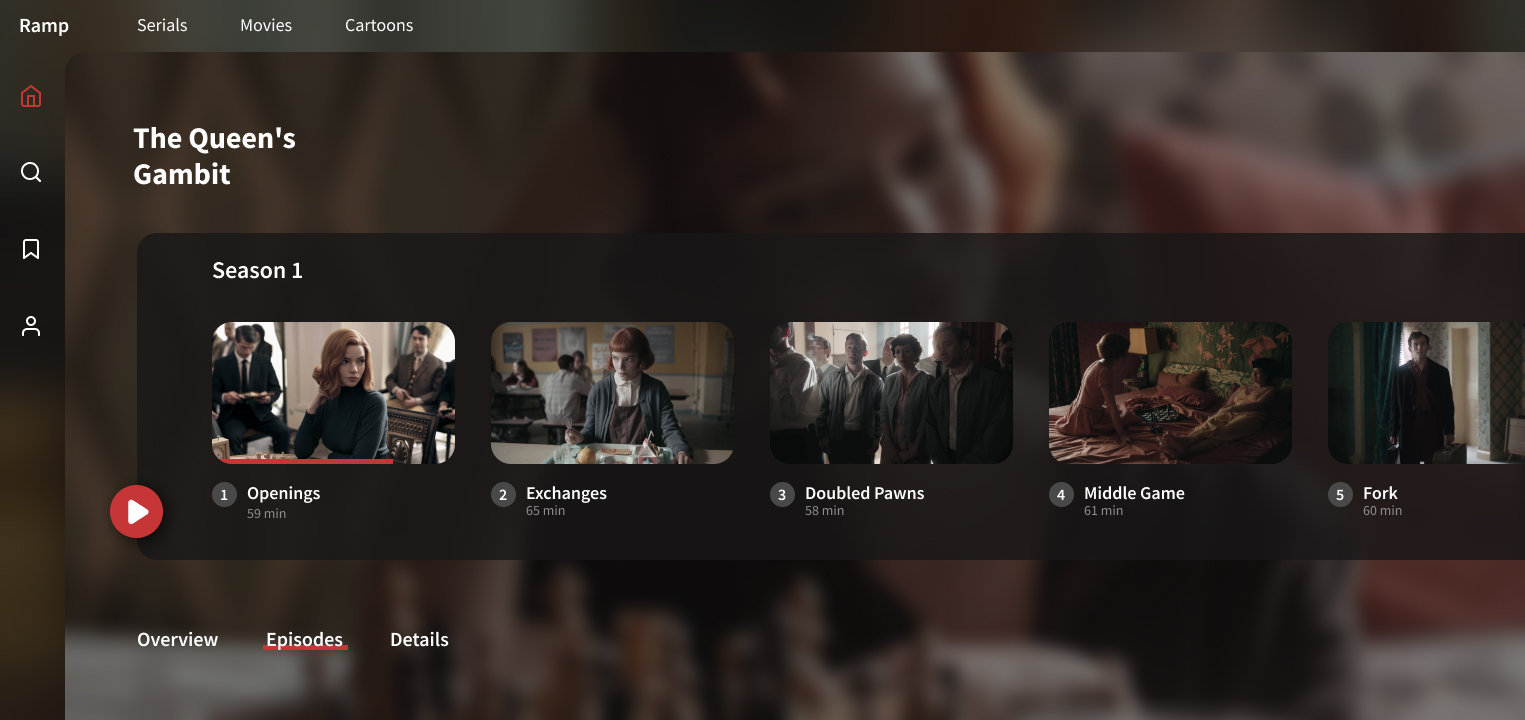 Ramp
Serials
Movies
Cartoons
The Queen's
Gambit
Season 1
1 Openings
59 min
2 Exchanges
65 min
3 Doubled Pawns
58 min
4 Middle Game
61 min
5 Fork
60 min
Overview
Episodes
Details